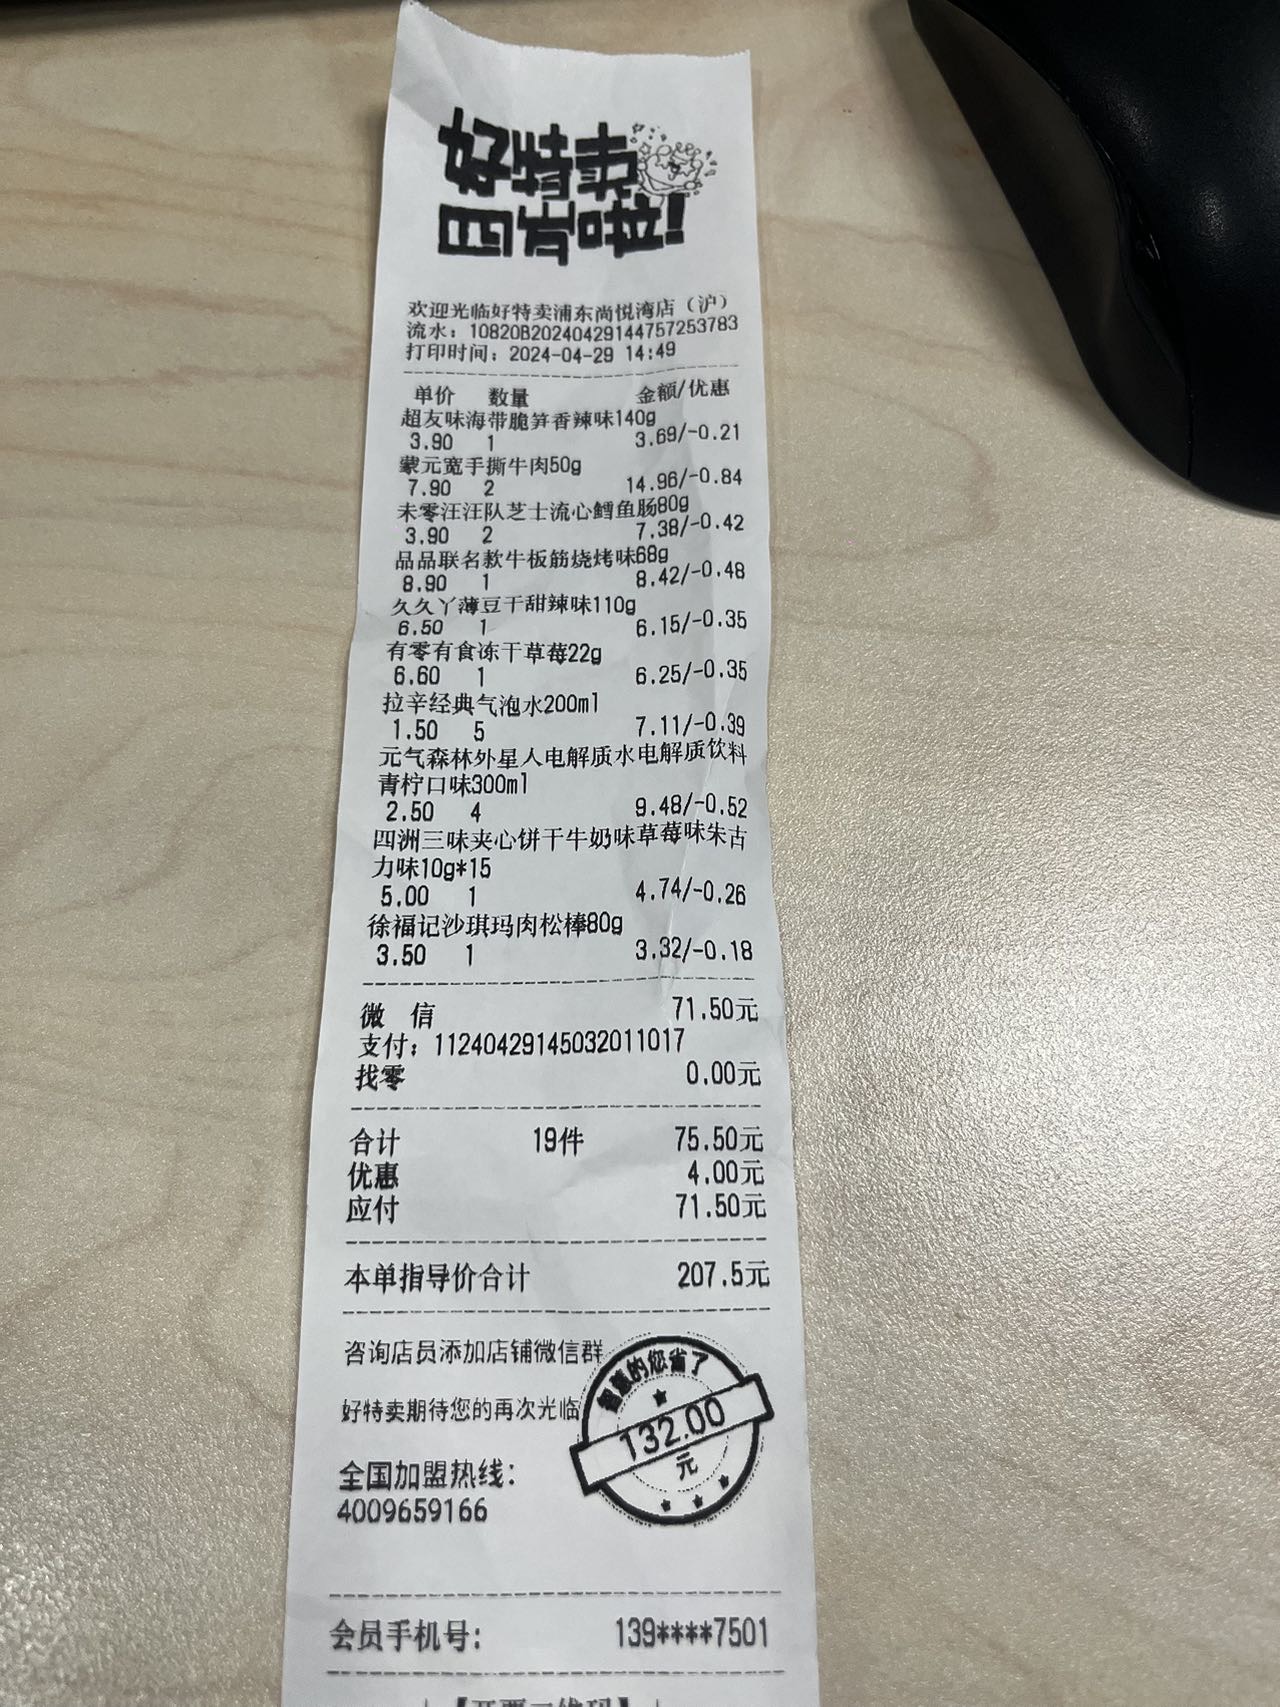 好特卖
因龙啦!
欢迎光临好特卖浦东尚悦湾店（沪）
流水：10820B20240429144757253783
打印时间：2024-04-29 14:49
单价 数量 金额/优惠
超友味海带脆笋香辣味140g
3.90 1 3.69/-0.21
蒙元宽手撕牛肉50g
7.90 2 14.96/-0.84
未零汪汪队芝士流心鳕鱼肠80g
3.90 2 7.38/-0.42
品品联名款牛板筋烧烤味68g
8.90 1 8.42/-0.48
久久丫薄豆干甜辣味110g
6.50 1 6.15/-0.35
有零有食冻干草莓22g
6.60 1 6.25/-0.35
拉辛经典气泡水200ml
1.50 5 7.11/-0.39
元气森林外星人电解质水电解质饮料
青柠口味300ml
2.50 4 9.48/-0.52
四洲三味夹心饼干牛奶味草莓味朱古
力味10g*15
5.00 1 4.74/-0.26
徐福记沙琪玛肉松棒80g
3.50 1 3.32/-0.18
微 信 71.50元
支付：11240429145032011017
找零 0.00元
合计 19件 75.50元
优惠 4.00元
应付 71.50元
本单指导价合计 207.5元
咨询店员添加店铺微信群
好特卖期待您的再次光临
的您省了
132.00
元
全国加盟热线：
4009659166
会员手机号： 139****7501